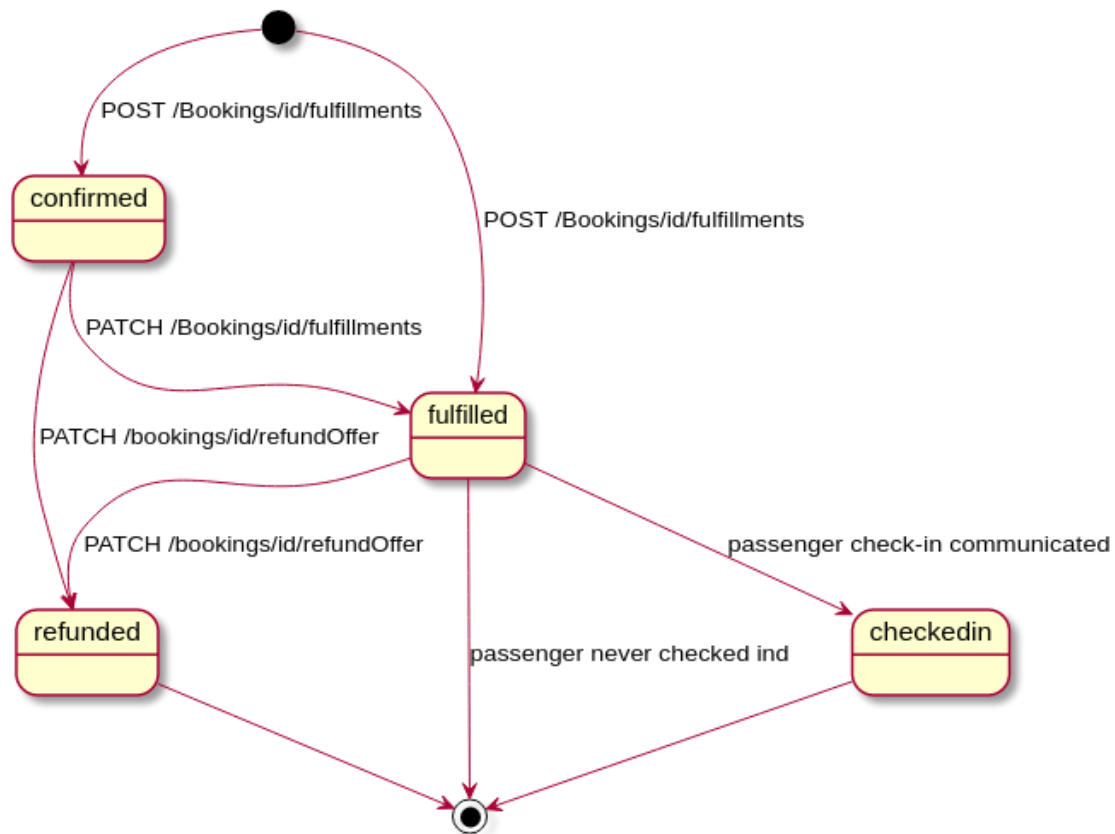 POST /Bookings/id/fulfillments
confirmed
POST /Bookings/id/fulfillments
PATCH /Bookings/id/fulfillments
fulfilled
PATCH /bookings/id/refundOffer
PATCH /bookings/id/refundOffer
passenger check-in communicated
refunded
checkedin
passenger never checked ind